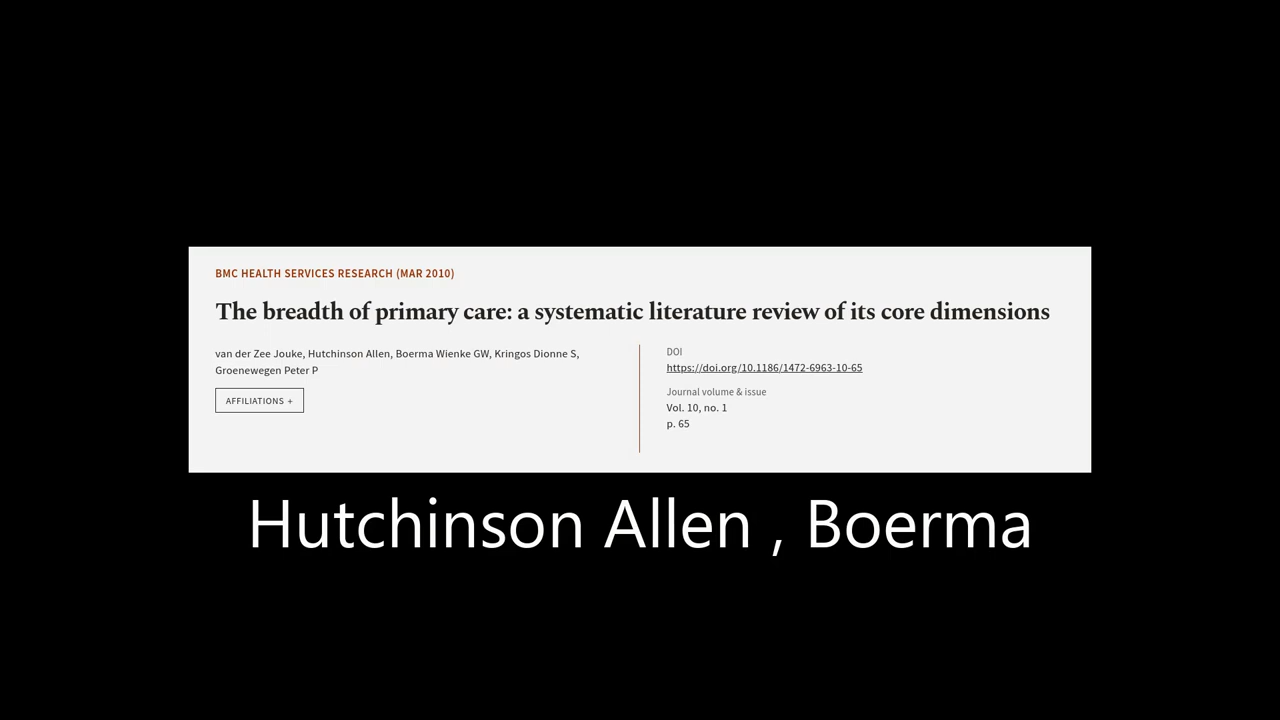 BMC HEALTH SERVICES RESEARCH (MAR 2010)
The breadth of primary care: a systematic literature review of its core dimensions
van der Zee Jouke, Hutchinson Allen, Boerma Wienke GW, Kringos Dionne S,
Groenewegen Peter P
AFFILIATIONS +
DOI
https://doi.org/10.1186/1472-6963-10-65
Journal volume & issue
Vol. 10, no. 1
p. 65
Hutchinson Allen , Boerma